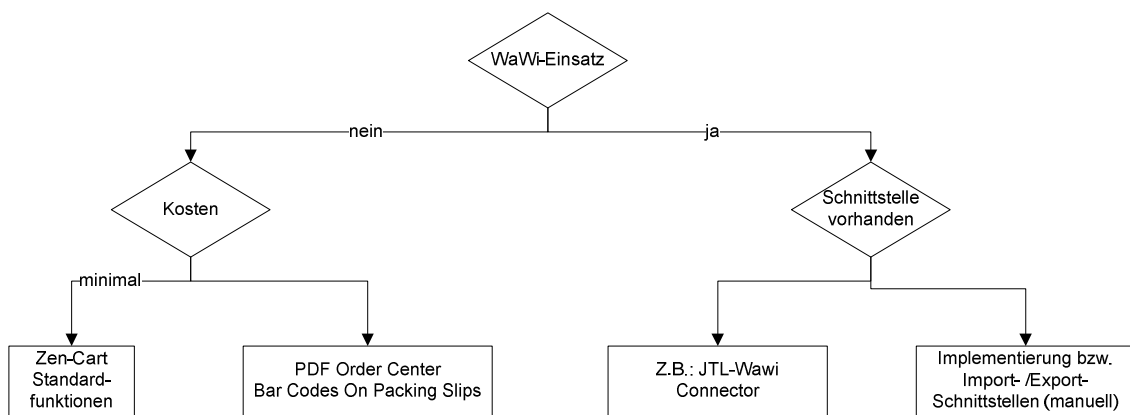 WaWi-Einsatz
nein
ja
Kosten
Schnittstelle
vorhanden
minimal
Zen-Cart
Standard-
funktionen
PDF Order Center
Bar Codes On Packing Slips
Z.B.: JTL-Wawi
Connector
Implementierung bzw.
Import- /Export-
Schnittstellen (manuell)